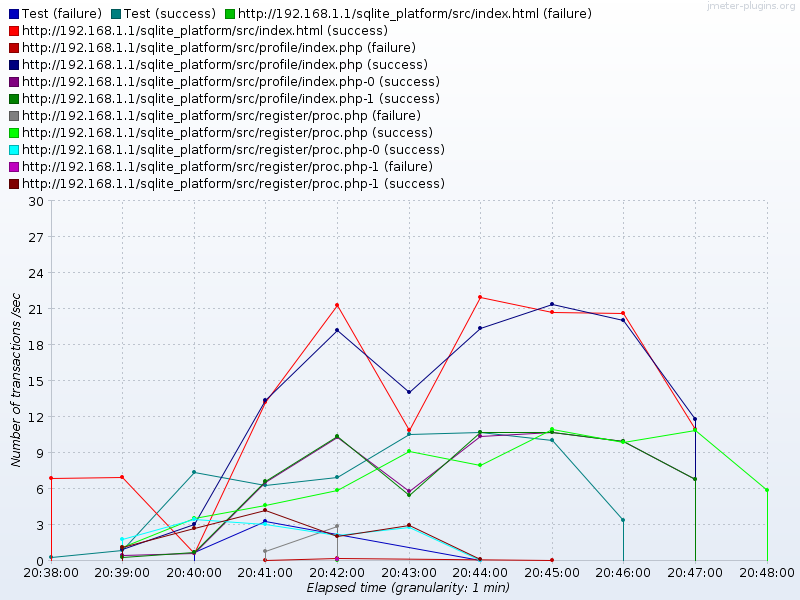 jmeter-plugins.org
Test (failure) Test (success) http://192.168.1.1/sqlite_platform/src/index.html (failure)
http://192.168.1.1/sqlite_platform/src/index.html (success)
http://192.168.1.1/sqlite_platform/src/profile/index.php (failure)
http://192.168.1.1/sqlite_platform/src/profile/index.php (success)
http://192.168.1.1/sqlite_platform/src/profile/index.php-0 (success)
http://192.168.1.1/sqlite_platform/src/profile/index.php-1 (success)
http://192.168.1.1/sqlite_platform/src/register/proc.php (failure)
http://192.168.1.1/sqlite_platform/src/register/proc.php (success)
http://192.168.1.1/sqlite_platform/src/register/proc.php-0 (success)
http://192.168.1.1/sqlite_platform/src/register/proc.php-1 (failure)
http://192.168.1.1/sqlite_platform/src/register/proc.php-1 (success)
Number of transactions /sec
30
27
24
21
18
15
12
9
6
3
0
20:38:00 20:39:00 20:40:00 20:41:00 20:42:00 20:43:00 20:44:00 20:45:00 20:46:00 20:47:00 20:48:00
Elapsed time (granularity: 1 min)